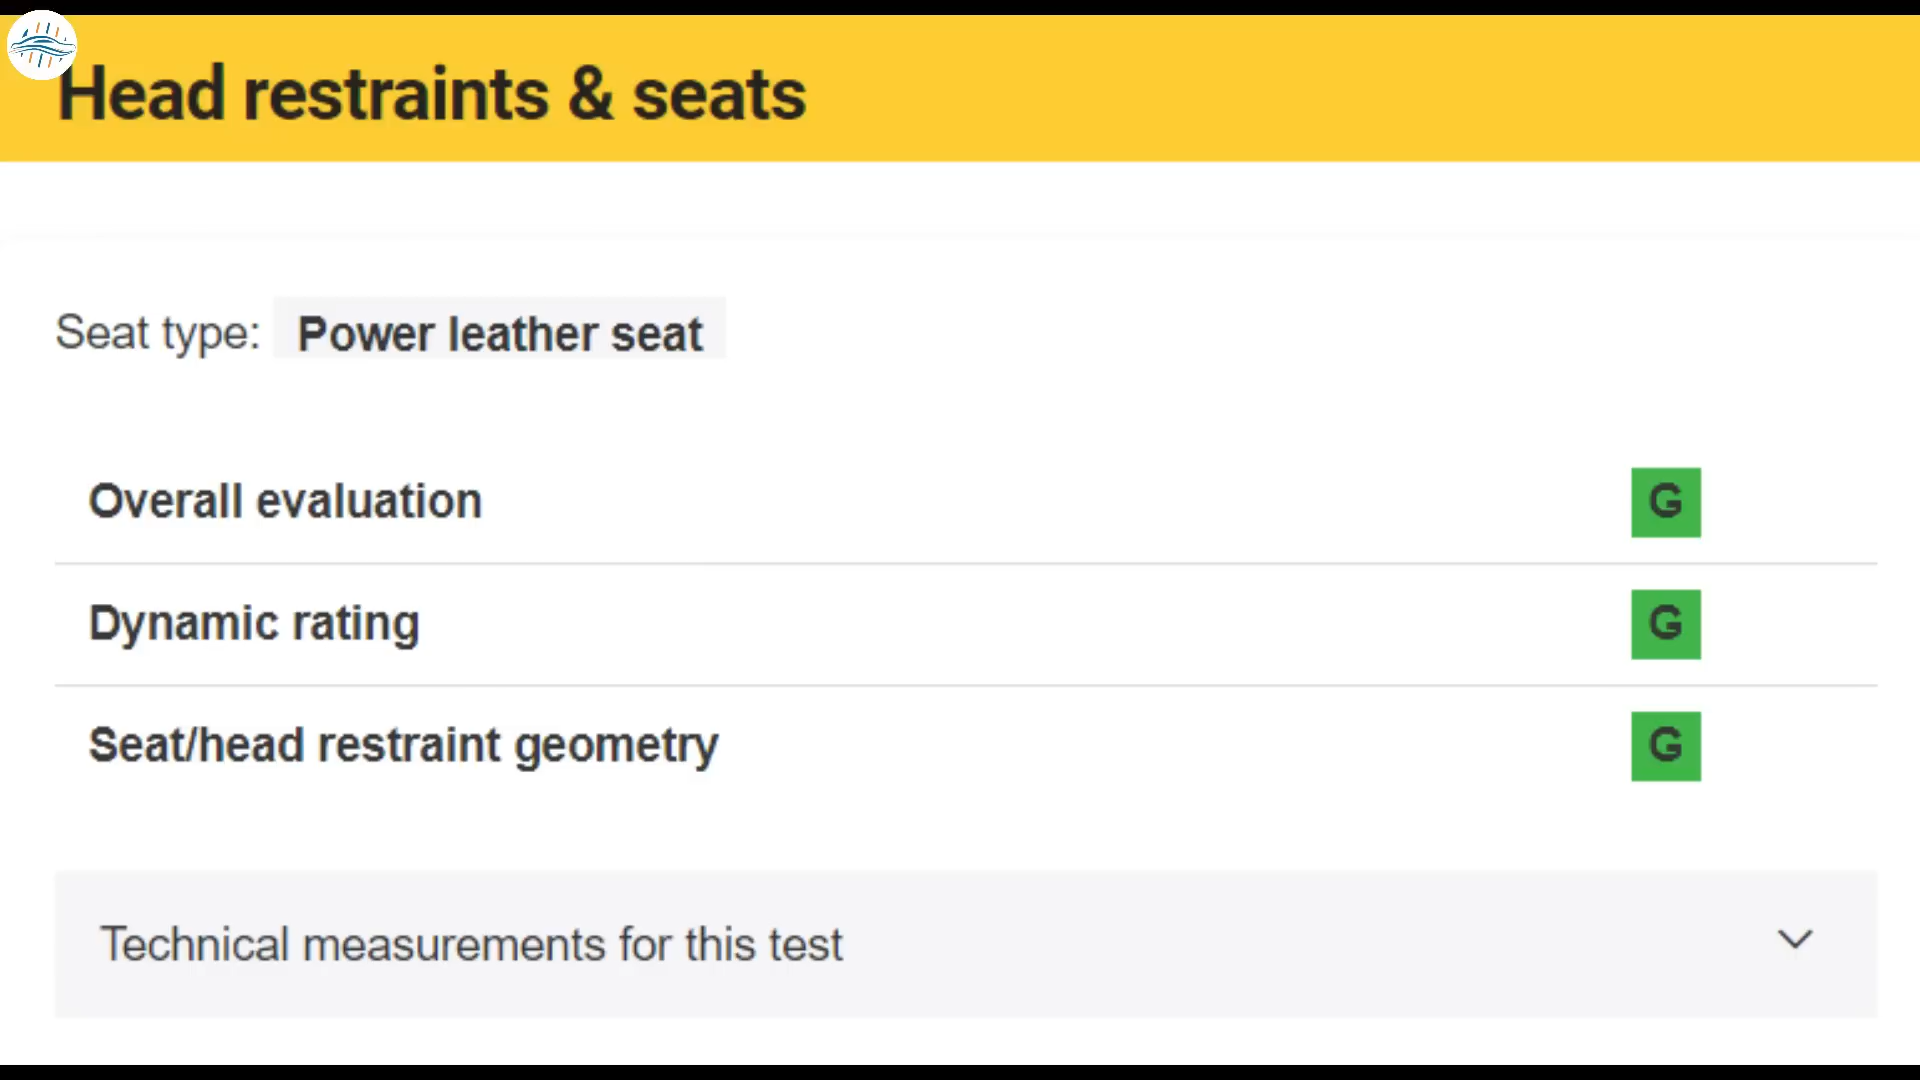 Head restraints & seats
Seat type: Power leather seat
Overall evaluation G
Dynamic rating G
Seat/head restraint geometry G
Technical measurements for this test